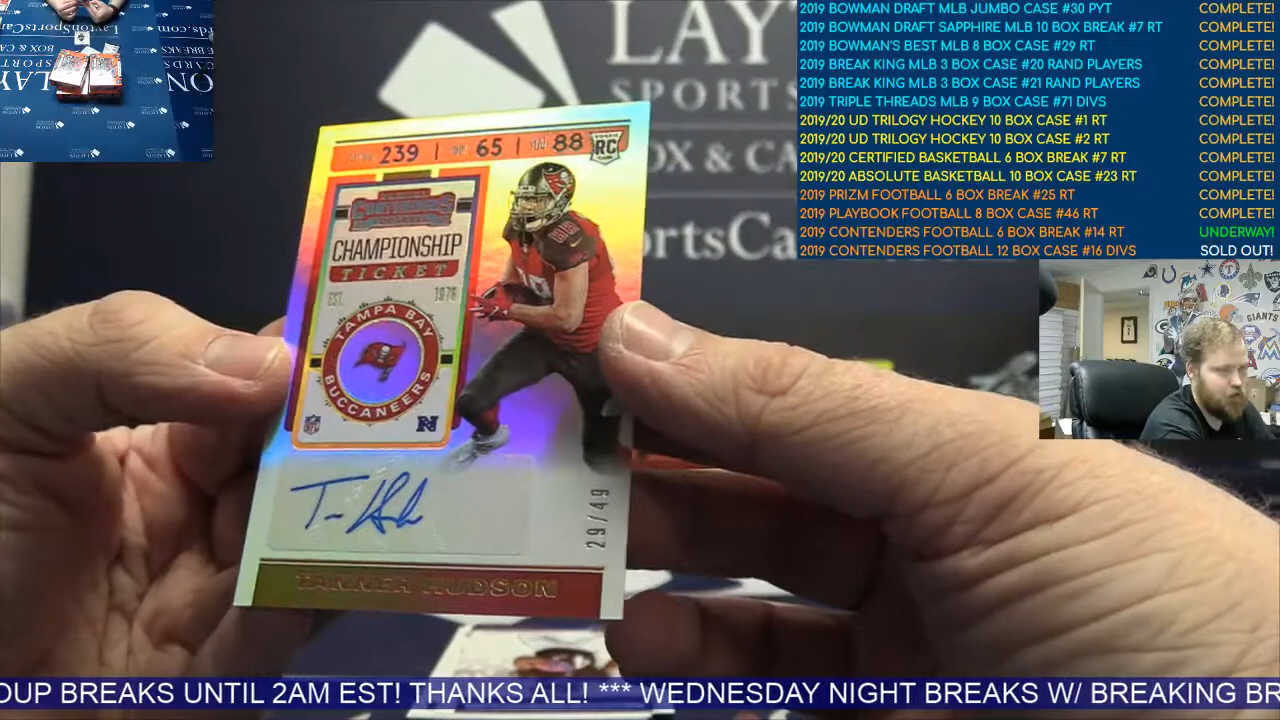 2019 BOWMAN DRAFT MLB JUMBO CASE #30 PYT COMPLETE!
2019 BOWMAN DRAFT SAPPHIRE MLB 10 BOX BREAK #7 RT COMPLETE!
2019 BOWMAN'S BEST MLB 8 BOX CASE #29 RT COMPLETE!
2019 BREAK KING MLB 3 BOX CASE #20 RAND PLAYERS COMPLETE!
2019 BREAK KING MLB 3 BOX CASE #21 RAND PLAYERS COMPLETE!
2019 TRIPLE THREADS MLB 9 BOX CASE #71 DIVS COMPLETE!
2019/20 UD TRILOGY HOCKEY 10 BOX CASE #1 RT COMPLETE!
2019/20 UD TRILOGY HOCKEY 10 BOX CASE #2 RT COMPLETE!
2019/20 CERTIFIED BASKETBALL 6 BOX BREAK #7 RT COMPLETE!
2019/20 ABSOLUTE BASKETBALL 10 BOX CASE #23 RT COMPLETE!
2019 PRIZM FOOTBALL 6 BOX BREAK #25 RT COMPLETE!
2019 PLAYBOOK FOOTBALL 8 BOX CASE #46 RT COMPLETE!
2019 CONTENDERS FOOTBALL 6 BOX BREAK #14 RT UNDERWAY!
2019 CONTENDERS FOOTBALL 12 BOX CASE #16 DIVS SOLD OUT!
LAY
SPORTS
OX & CA
ortsCa
239 | 65 | 88 RC
CONTENDERS
CHAMPIONSHIP
TICKET
EST. 1976
TAMPA BAY
BUCCANEERS
NFL N
29/49
TANNER HUDSON
GIANTS
OUP BREAKS UNTIL 2AM EST! THANKS ALL! *** WEDNESDAY NIGHT BREAKS W/ BREAKING BR